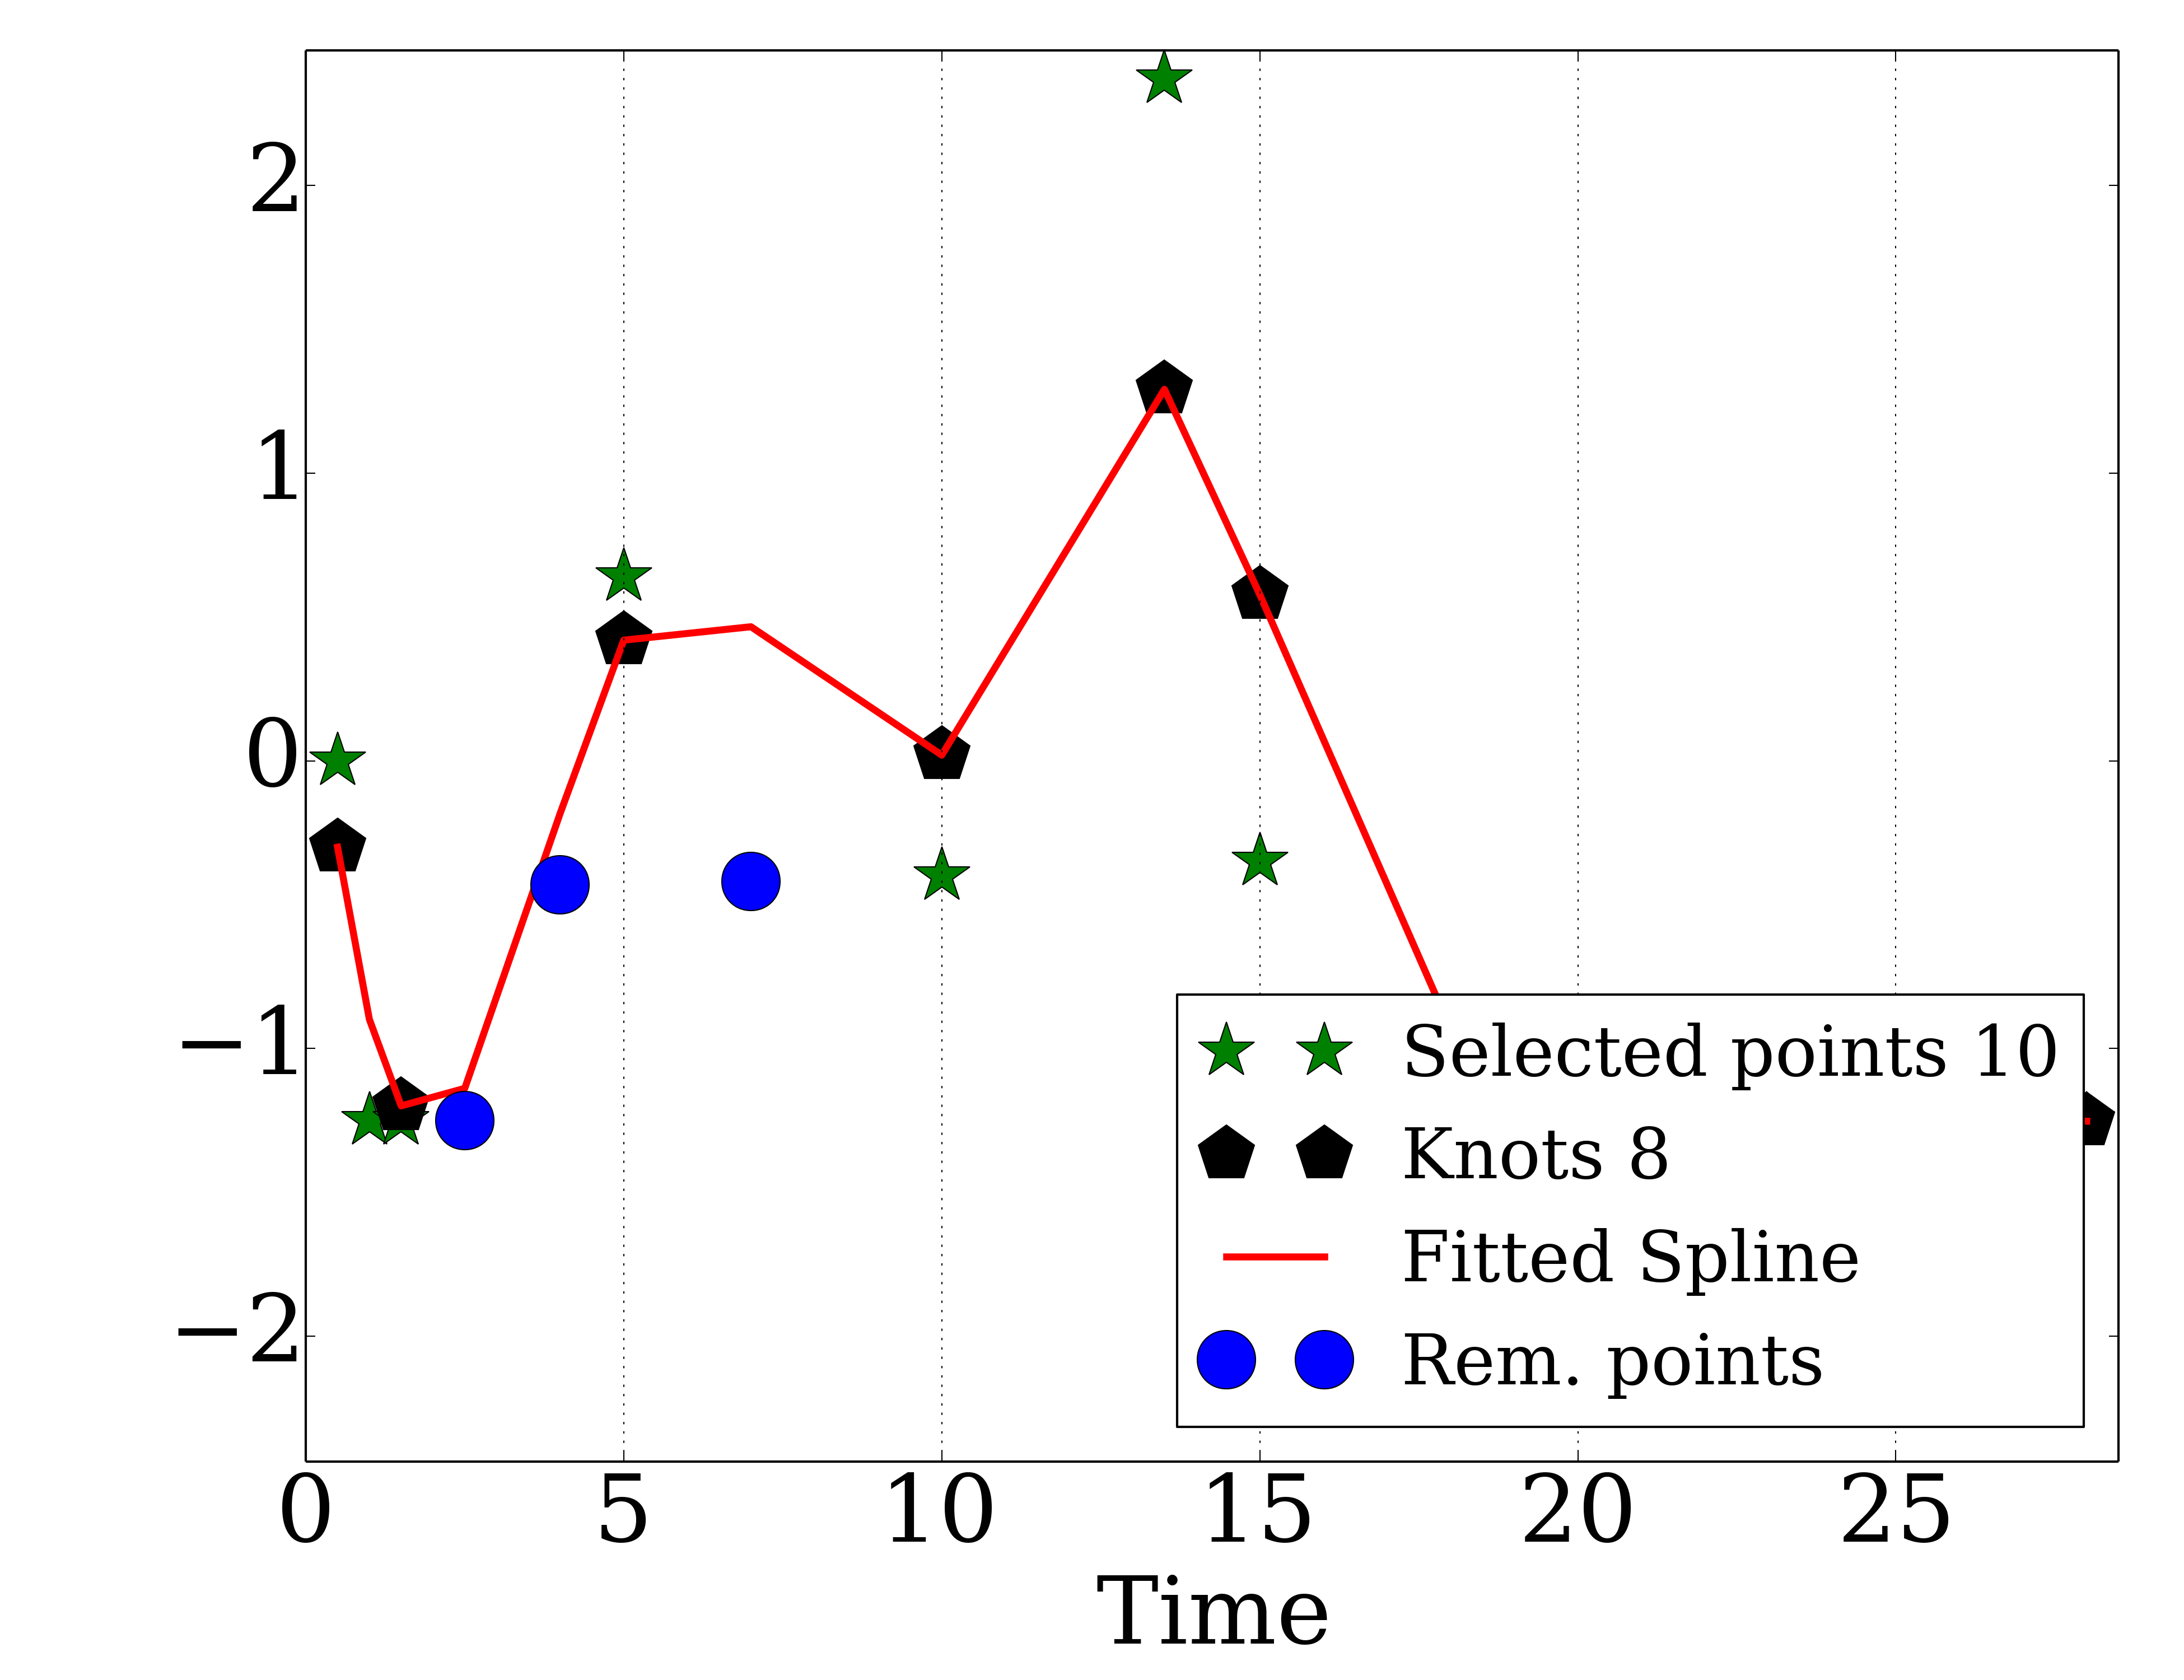 2
1
0
−1
−2
Selected points 10
Knots 8
Fitted Spline
Rem. points
0 5 10 15 20 25
Time